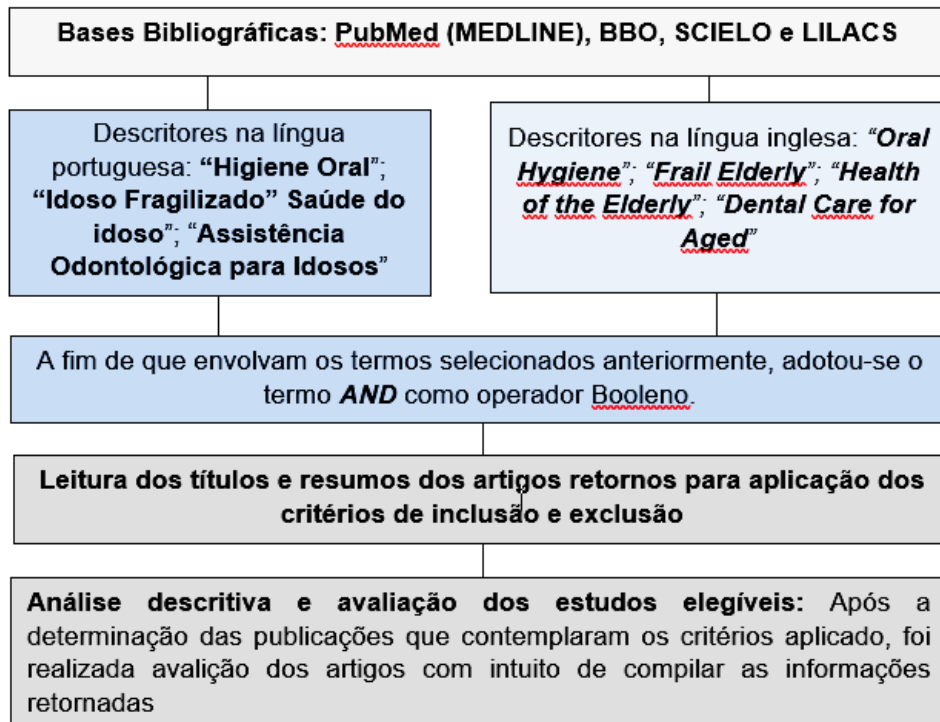 Bases Bibliográficas: PubMed (MEDLINE), BBO, SCIELO e LILACS
Descritores na língua
portuguesa: “Higiene Oral”;
“Idoso Fragilizado” Saúde do
idoso”; “Assistência
Odontológica para Idosos”
Descritores na língua inglesa: “Oral
Hygiene”; “Frail Elderly”; “Health
of the Elderly”; “Dental Care for
Aged”
A fim de que envolvam os termos selecionados anteriormente, adotou-se o
termo AND como operador Booleno.
Leitura dos títulos e resumos dos artigos retornos para aplicação dos
critérios de inclusão e exclusão
Análise descritiva e avaliação dos estudos elegíveis: Após a
determinação das publicações que contemplaram os critérios aplicado, foi
realizada avalição dos artigos com intuito de compilar as informações
retornadas